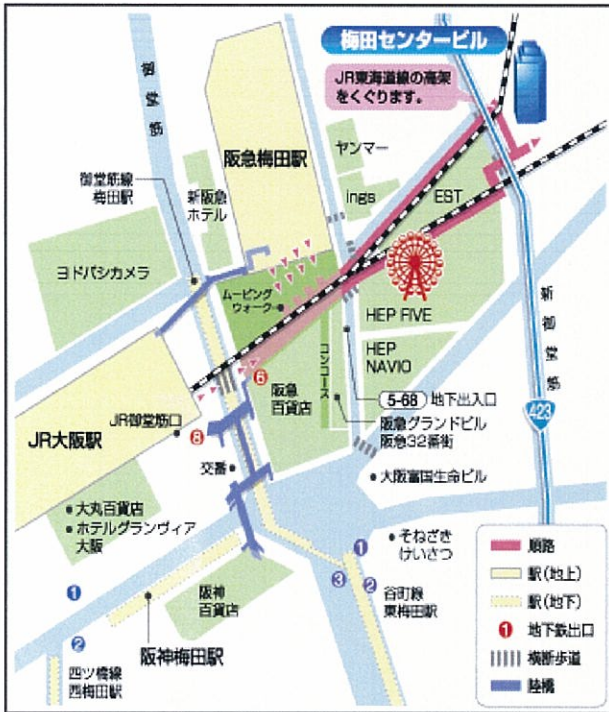 梅田センタービル
JR東海道線の高架
をくぐります。
御堂筋
阪急梅田駅
ヤンマー
御堂筋線
梅田駅
新阪急
ホテル
ings
EST
ヨドバシカメラ
ムービング
ウォーク
HEP FIVE
新御堂筋
コンコース
HEP
NAVIO
6
阪急
百貨店
5-68 地下出入口
423
JR大阪駅
JR御堂筋口
8
阪急グランドビル
阪急32番街
交番
大阪富国生命ビル
大丸百貨店
ホテルグランヴィア
大阪
そねざき
けいさつ
1
1
3
2
阪神
百貨店
谷町線
東梅田駅
2
阪神梅田駅
四ツ橋線
西梅田駅
順路
駅(地上)
駅(地下)
1 地下鉄出口
横断歩道
陸橋